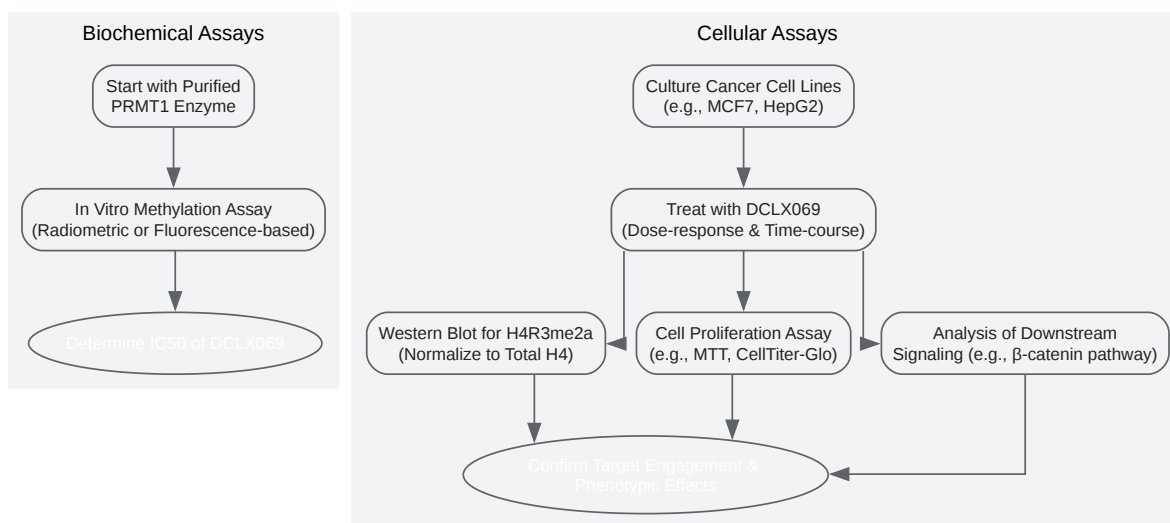 Biochemical Assays
Start with Purified
PRMT1 Enzyme
In Vitro Methylation Assay
(Radiometric or Fluorescence-based)
Determine IC50 of DCLX069
Cellular Assays
Culture Cancer Cell Lines
(e.g., MCF7, HepG2)
Treat with DCLX069
(Dose-response & Time-course)
Western Blot for H4R3me2a
(Normalize to Total H4)
Cell Proliferation Assay
(e.g., MTT, CellTiter-Glo)
Analysis of Downstream
Signaling (e.g., β-catenin pathway)
Confirm Target Engagement &
Phenotypic Effects